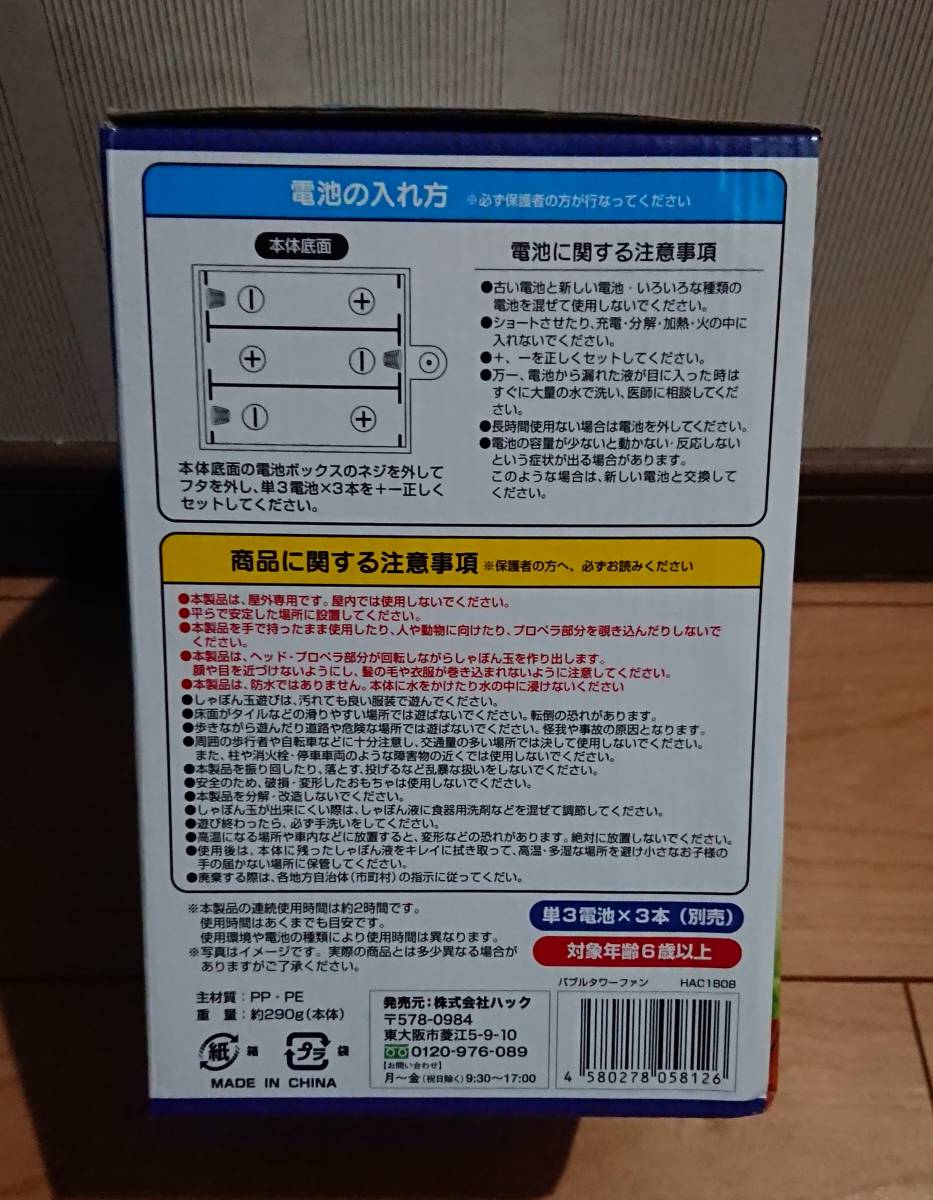 電池の入れ方 ※必ず保護者の方が行なってください
本体底面
電池に関する注意事項
●古い電池と新しい電池・いろいろな種類の
電池を混ぜて使用しないでください。
●ショートさせたり、充電・分解・加熱・火の中に
入れないでください。
●＋、−を正しくセットしてください。
●万一、電池から漏れた液が目に入った時は
すぐに大量の水で洗い、医師に相談してくだ
さい。
●長時間使用ない場合は電池を外してください。
●電池の容量が少ないと動かない・反応しない
という症状が出る場合があります。
このような場合は、新しい電池と交換して
ください。
本体底面の電池ボックスのネジを外して
フタを外し、単3電池×3本を＋−正しく
セットしてください。
商品に関する注意事項 ※保護者の方へ、必ずお読みください
●本製品は、屋外専用です。屋内では使用しないでください。
●平らで安定した場所に設置してください。
●本製品を手で持ったまま使用したり、人や動物に向けたり、プロペラ部分を覗き込んだりしないで
ください。
●本製品は、ヘッド・プロペラ部分が回転しながらしゃぼん玉を作り出します。
顔や目を近づけないようにし、髪の毛や衣服が巻き込まれないように注意してください。
●本製品は、防水ではありません。本体に水をかけたり水の中に浸けないください
●しゃぼん玉遊びは、汚れても良い服装で遊んでください。
●床面がタイルなどの滑りやすい場所では遊ばないでください。転倒の恐れがあります。
●歩きながら遊んだり道路や危険な場所では遊ばないでください。怪我や事故の原因となります。
●周囲の歩行者や自転車などに十分注意し、交通量の多い場所では決して使用しないでください。
また、柱や消火栓・停車車両のような障害物の近くでは使用しないでください。
●本製品を振り回したり、落とす、投げるなど乱暴な扱いをしないでください。
●安全のため、破損・変形したおもちゃは使用しないでください。
●本製品を分解・改造しないでください。
●しゃぼん玉が出来にくい際は、しゃぼん液に食器用洗剤などを混ぜて調節してください。
●遊び終わったら、必ず手洗いをしてください。
●高温になる場所や車内などに放置すると、変形などの恐れがあります。絶対に放置しないでください。
●使用後は、本体に残ったしゃぼん液をキレイに拭き取って、高温・多湿な場所を避け小さなお子様の
手の届かない場所に保管してください。
●廃棄する際は、各地方自治体（市町村）の指示に従ってくだい。
※本製品の連続使用時間は約2時間です。
使用時間はあくまでも目安です。
使用環境や電池の種類により使用時間は異なります。
※写真はイメージです。実際の商品とは多少異なる場合が
ありますがご了承ください。
単3電池×3本（別売）
対象年齢6歳以上
バブルタワーファン HAC1808
主材質：PP・PE
重 量：約290g（本体）
紙 箱 プラ 袋
MADE IN CHINA
発売元：株式会社ハック
〒578-0984
東大阪市菱江5-9-10
0120-976-089
【お問い合わせ】
月〜金（祝日除く）9:30〜17:00
4 580278 058126